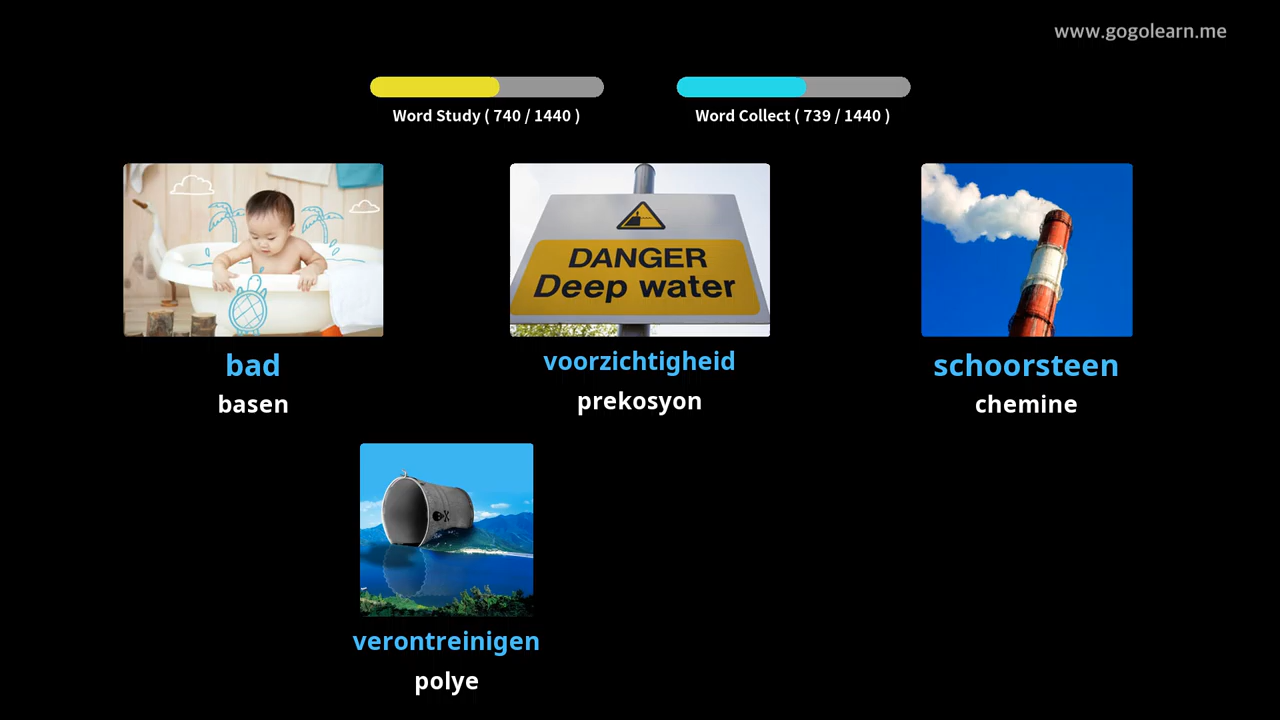 www.gogolearn.me
Word Study ( 740 / 1440 )
Word Collect ( 739 / 1440 )
DANGER
Deep water
bad
voorzichtigheid
schoorsteen
basen
prekosyon
chemine
verontreinigen
polye